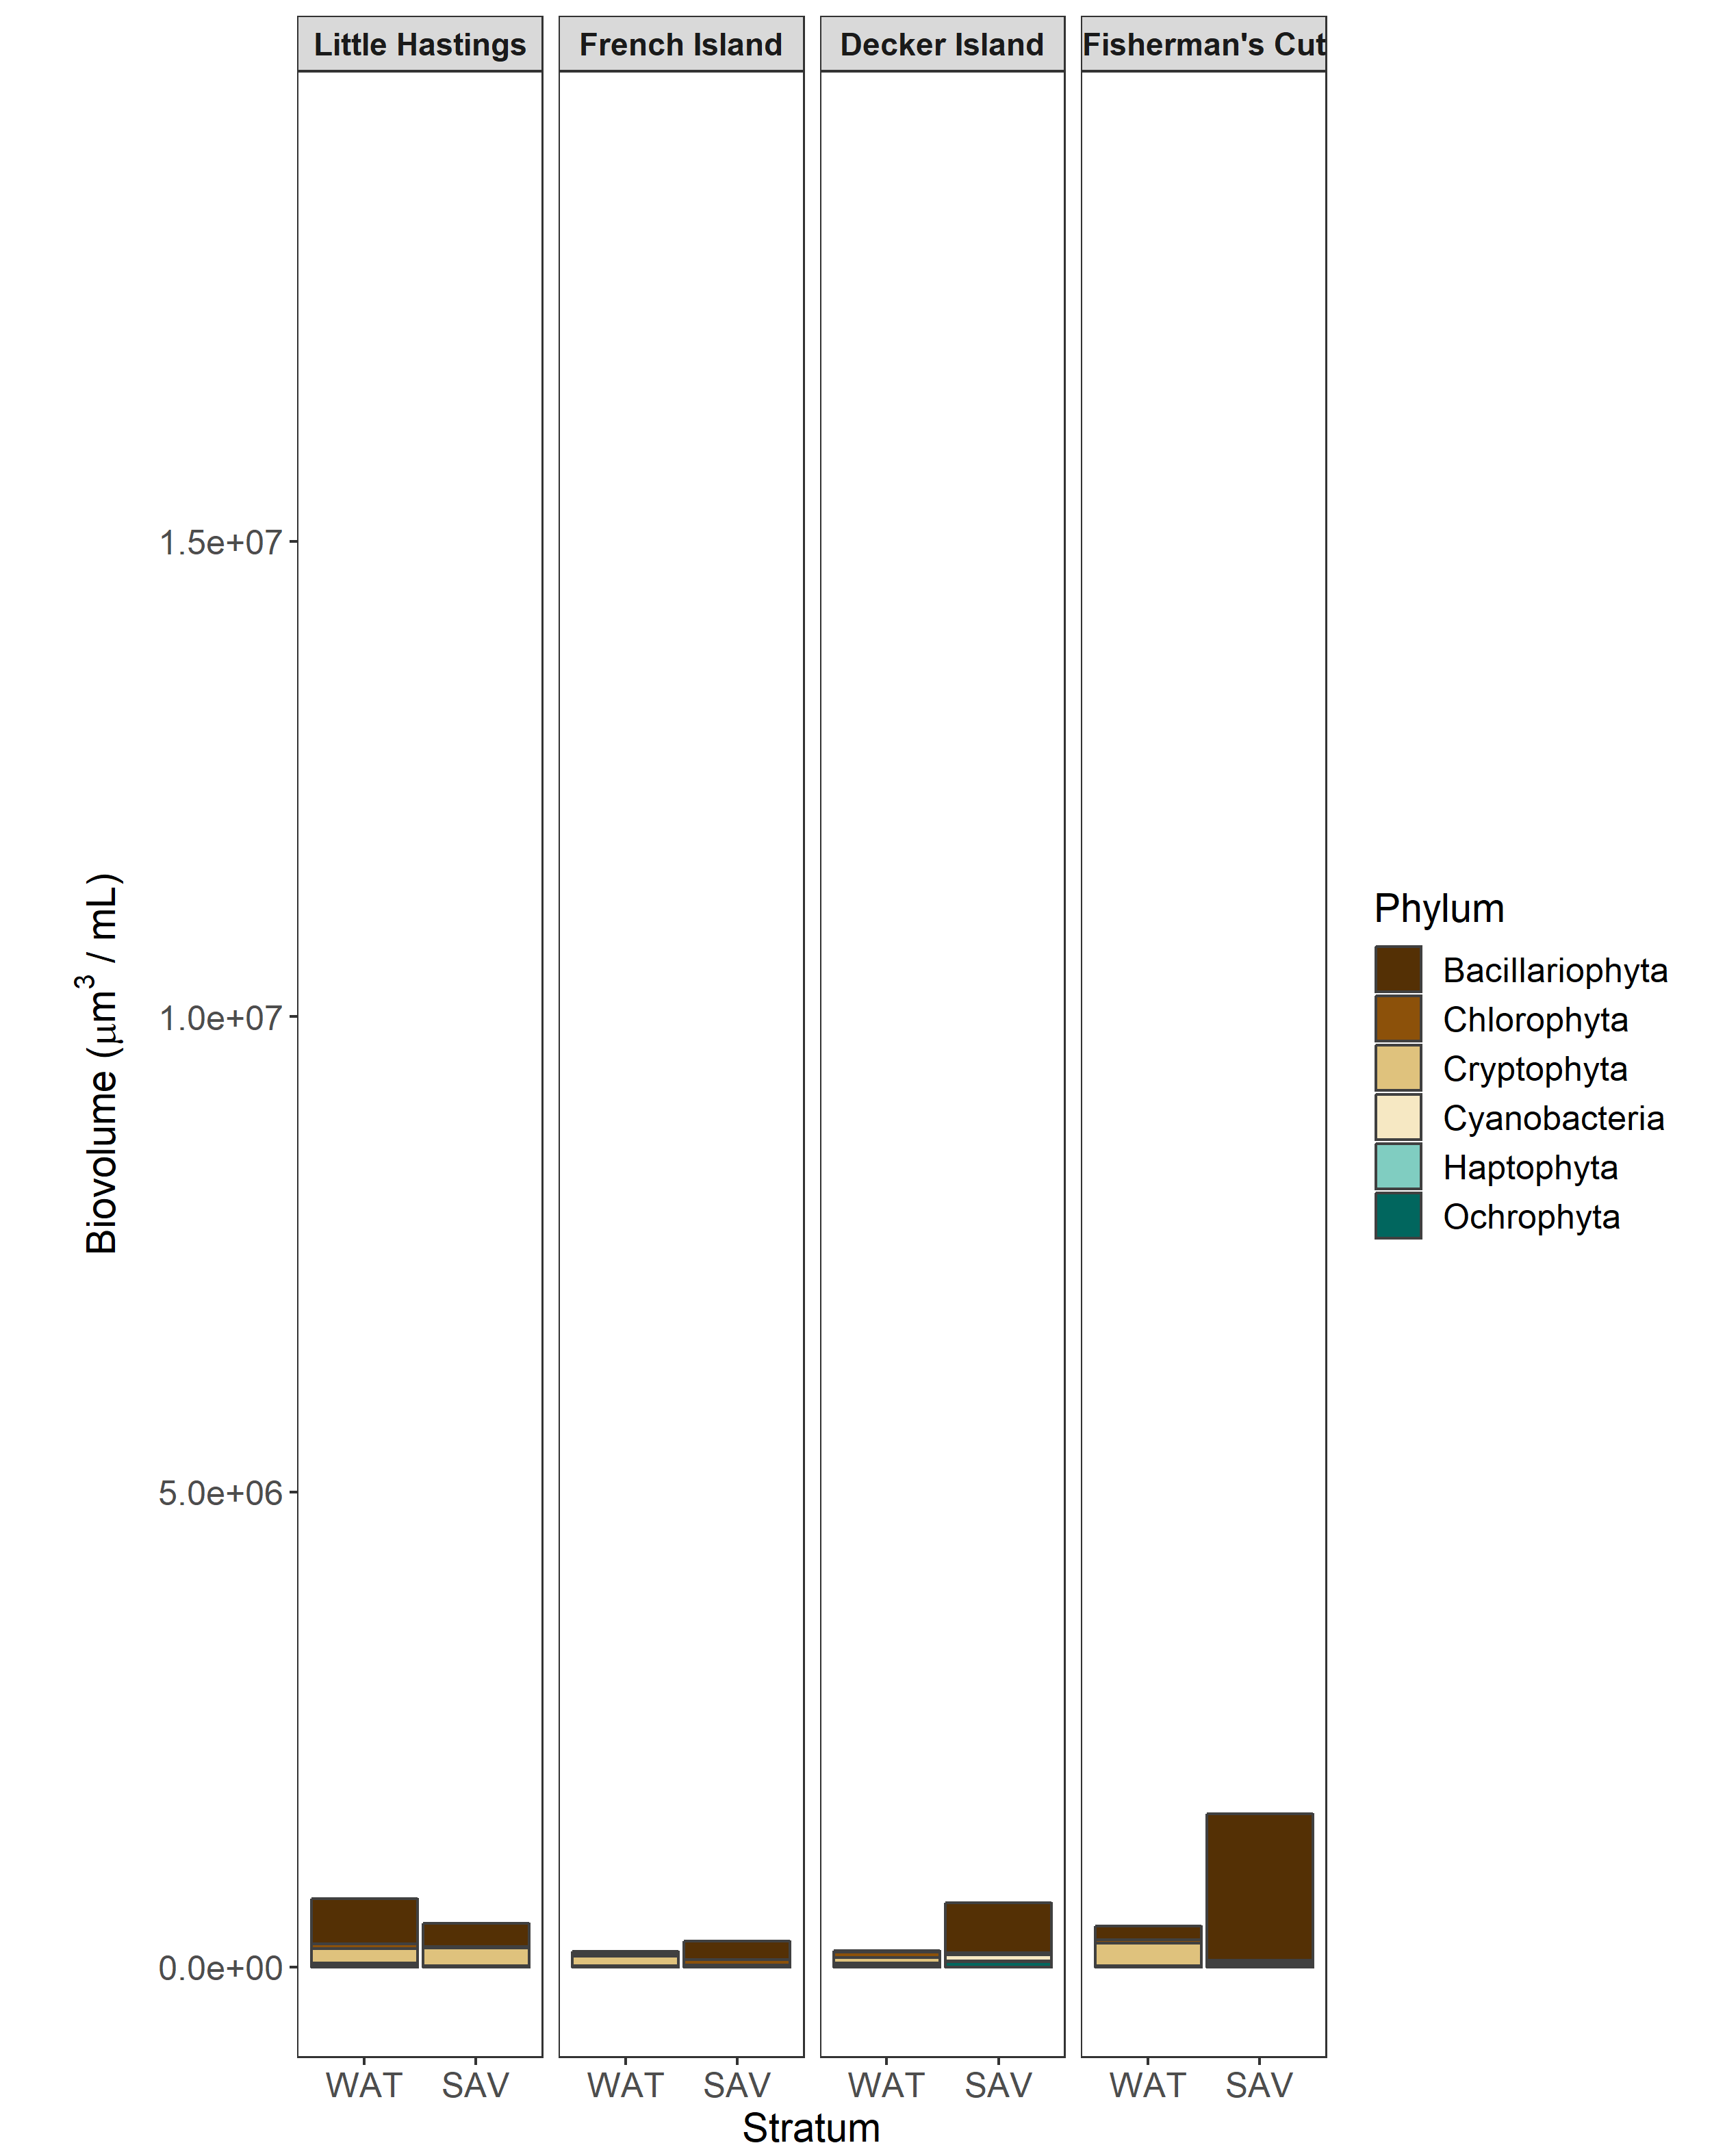 Little Hastings
French Island
Decker Island
Fisherman's Cut
1.5e+07
1.0e+07
5.0e+06
0.0e+00
Biovolume (μm³ / mL)
WAT SAV
WAT SAV
WAT SAV
WAT SAV
Stratum
Phylum
Bacillariophyta
Chlorophyta
Cryptophyta
Cyanobacteria
Haptophyta
Ochrophyta